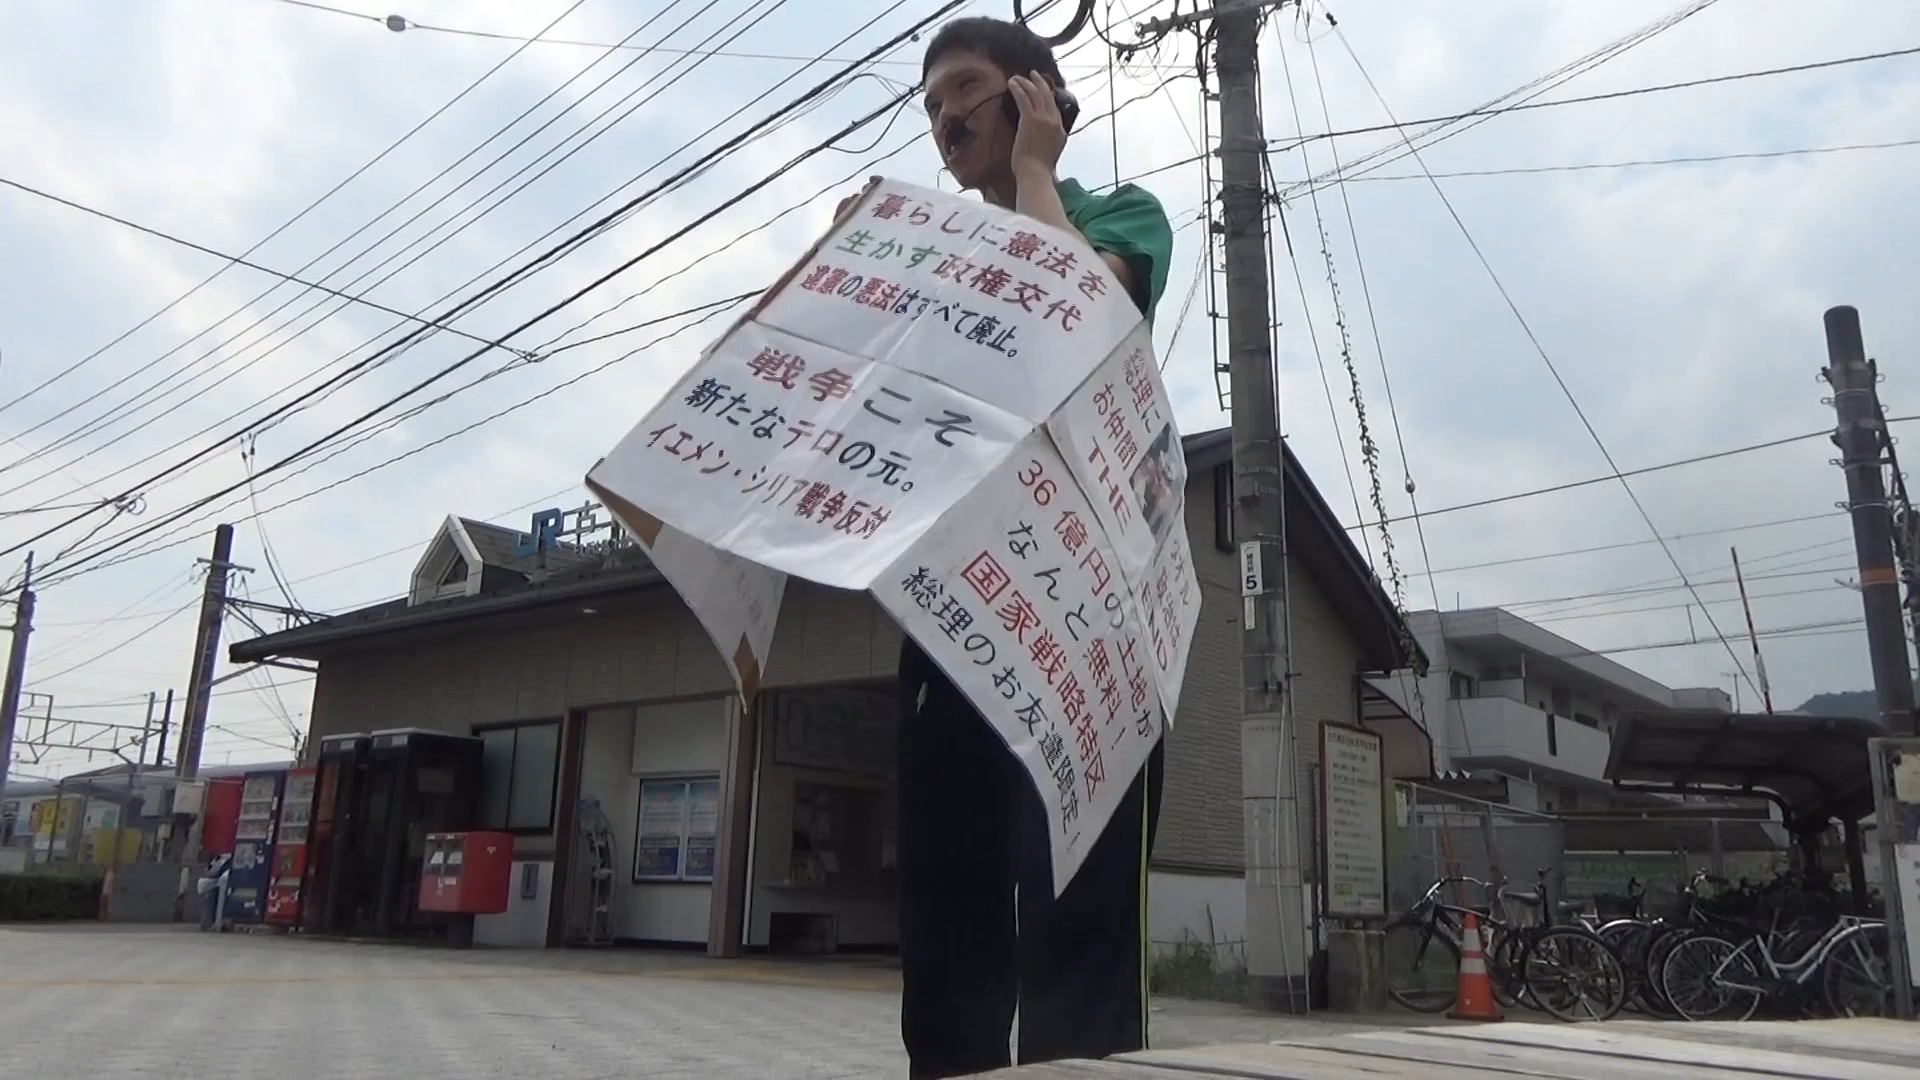 暮らしに憲法を
生かす政権交代
違憲の悪法はすべて廃止。
戦争こそ
新たなテロの元。
イエメン・シリア戦争反対
お年間
THE
END
36億円の土地が
なんと無料!
国家戦略特区
総理のお友達限定!
JR 古
5